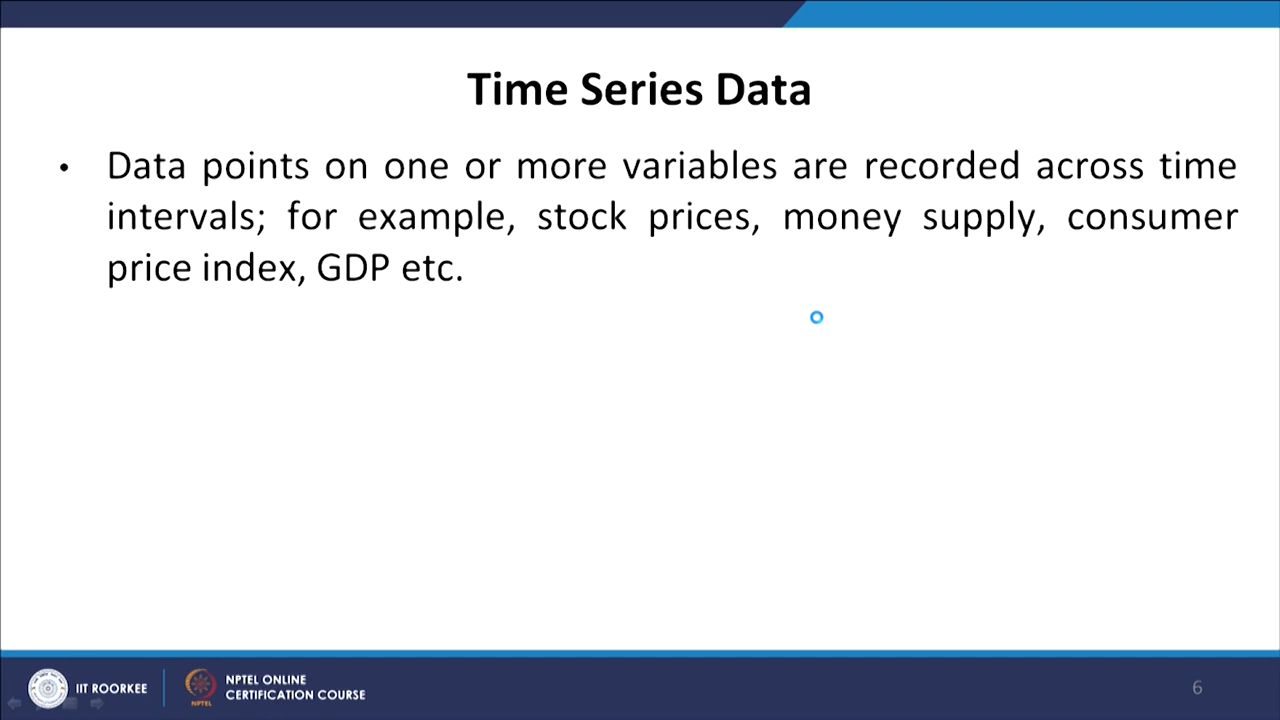 Time Series Data
• Data points on one or more variables are recorded across time
intervals; for example, stock prices, money supply, consumer
price index, GDP etc.
IIT ROORKEE
NPTEL
NPTEL ONLINE
CERTIFICATION COURSE
6